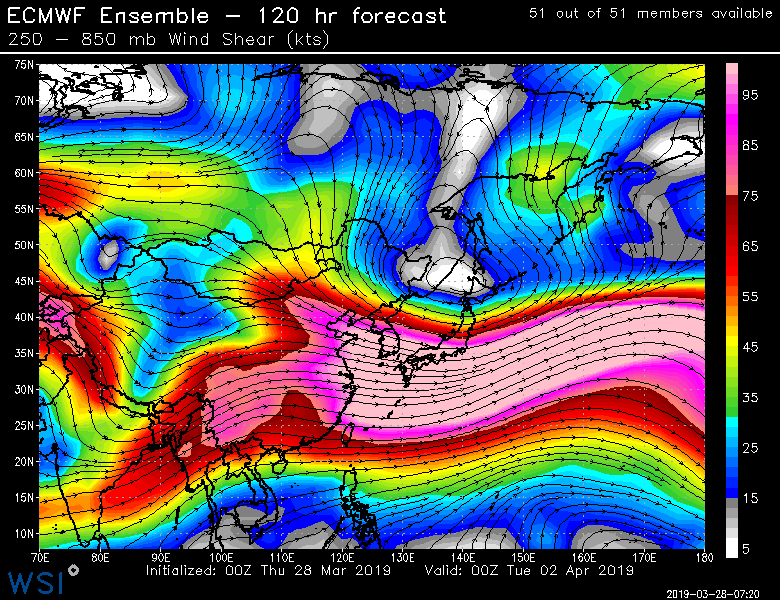 ECMWF Ensemble – 120 hr forecast
51 out of 51 members available
250 – 850 mb Wind Shear (kts)
75N
70N
65N
60N
55N
50N
45N
40N
35N
30N
25N
20N
15N
10N
95
85
75
65
55
45
35
25
15
5
70E 80E 90E 100E 110E 120E 130E 140E 150E 160E 170E 180
Initialized: 00Z Thu 28 Mar 2019 Valid: 00Z Tue 02 Apr 2019
WSI
2019-03-28-07:20